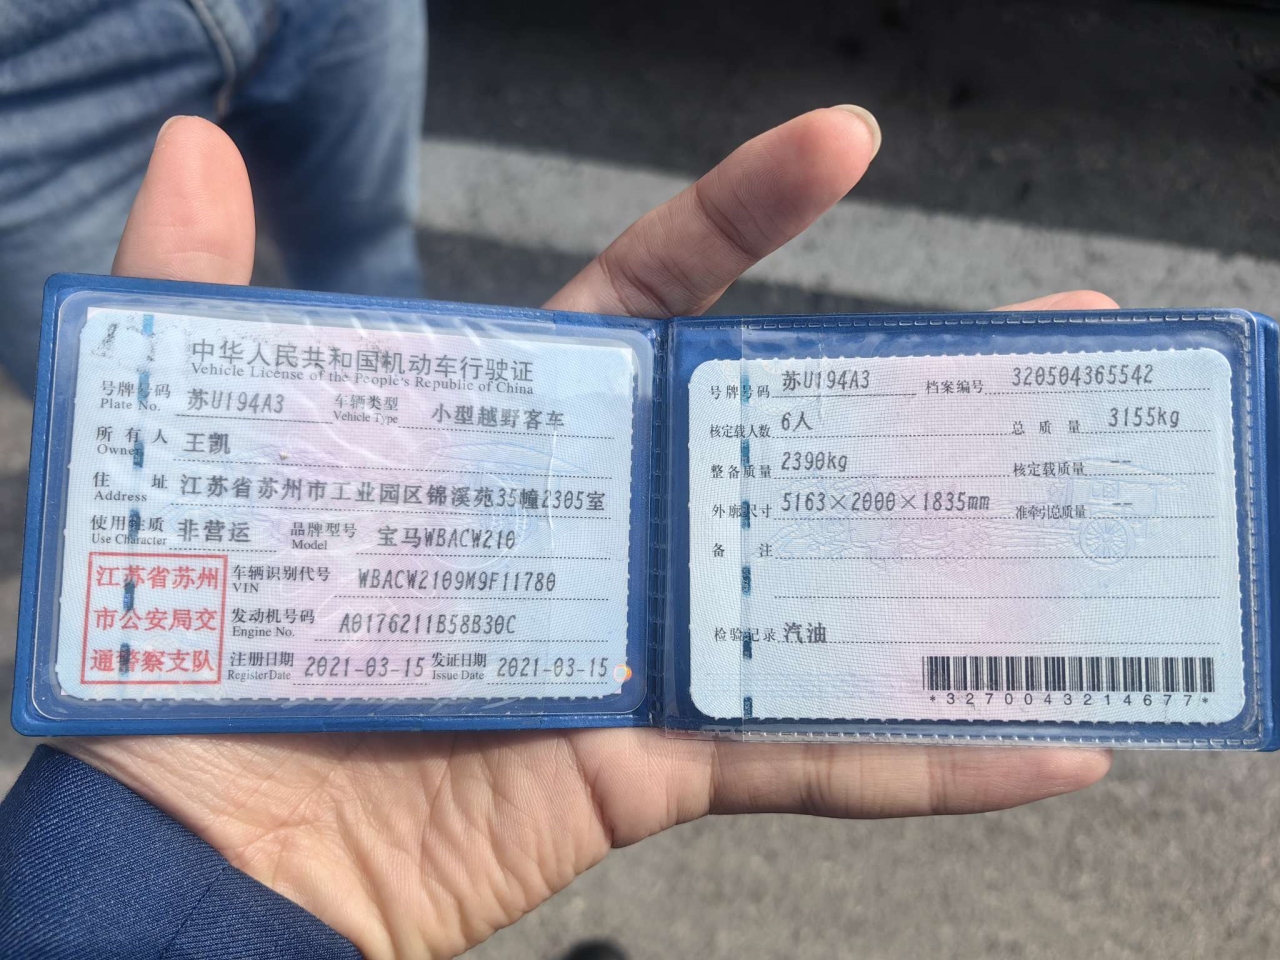 中华人民共和国机动车行驶证
Vehicle License of the People's Republic of China
号牌号码 苏U194A3 车辆类型 小型越野客车
Plate No. Vehicle Type
所有人 王凯
Owner
住址 江苏省苏州市工业园区锦溪苑35幢2305室
Address
使用性质 非营运 品牌型号 宝马WBACW210
Use Character Model
江苏省苏州
市公安局交
通警察支队
车辆识别代号 WBACW2109M9F11780
VIN
发动机号码 A0176211B58B30C
Engine No.
注册日期 2021-03-15 发证日期 2021-03-15
Register Date Issue Date
号牌号码 苏U194A3 档案编号 320504365542
核定载人数 6人 总质量 3155kg
整备质量 2390kg 核定载质量 --
外廓尺寸 5163×2000×1835mm 准牵引总质量 --
备注
检验记录 汽油
*3270043214677*